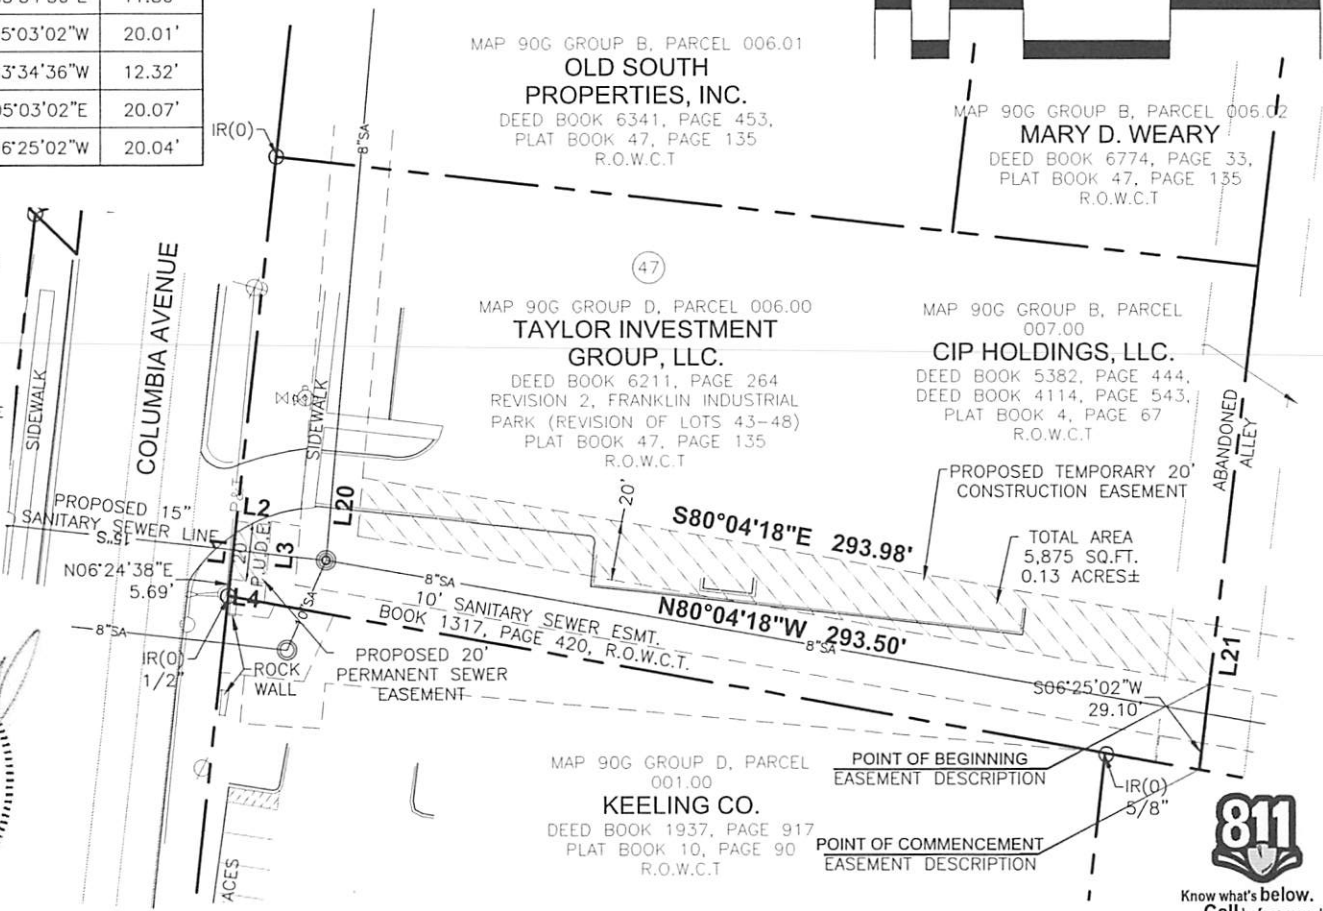 5°03'02"W 20.01'
3°34'36"W 12.32'
05°03'02"E 20.07'
6°25'02"W 20.04'
IR(O)
8"SA
MAP 90G GROUP B, PARCEL 006.01
OLD SOUTH
PROPERTIES, INC.
DEED BOOK 6341, PAGE 453,
PLAT BOOK 47, PAGE 135
R.O.W.C.T
MAP 90G GROUP B, PARCEL 006.02
MARY D. WEARY
DEED BOOK 6774, PAGE 33,
PLAT BOOK 47, PAGE 135
R.O.W.C.T
COLUMBIA AVENUE
SIDEWALK
SIDEWALK
47
MAP 90G GROUP D, PARCEL 006.00
TAYLOR INVESTMENT
GROUP, LLC.
DEED BOOK 6211, PAGE 264
REVISION 2, FRANKLIN INDUSTRIAL
PARK (REVISION OF LOTS 43-48)
PLAT BOOK 47, PAGE 135
R.O.W.C.T
MAP 90G GROUP B, PARCEL
007.00
CIP HOLDINGS, LLC.
DEED BOOK 5382, PAGE 444,
DEED BOOK 4114, PAGE 543,
PLAT BOOK 4, PAGE 67
R.O.W.C.T
ABANDONED
ALLEY
PROPOSED TEMPORARY 20'
CONSTRUCTION EASEMENT
TOTAL AREA
5,875 SQ.FT.
0.13 ACRES±
PROPOSED 15"
SANITARY SEWER LINE
15"S
L1
L2
L3
L4
L20
20'
P.U.D.E.
20'
S80°04'18"E 293.98'
N80°04'18"W 293.50'
N06°24'38"E
5.69'
8"SA
8"SA
10' SANITARY SEWER ESMT.
BOOK 1317, PAGE 420, R.O.W.C.T.
8"SA
8"SA
IR(O)
1/2"
ROCK
WALL
PROPOSED 20'
PERMANENT SEWER
EASEMENT
L21
S06°25'02"W
29.10'
POINT OF BEGINNING
EASEMENT DESCRIPTION
IR(O)
5/8"
MAP 90G GROUP D, PARCEL
001.00
KEELING CO.
DEED BOOK 1937, PAGE 917
PLAT BOOK 10, PAGE 90
R.O.W.C.T
POINT OF COMMENCEMENT
EASEMENT DESCRIPTION
ACES
811
Know what's below.
Call